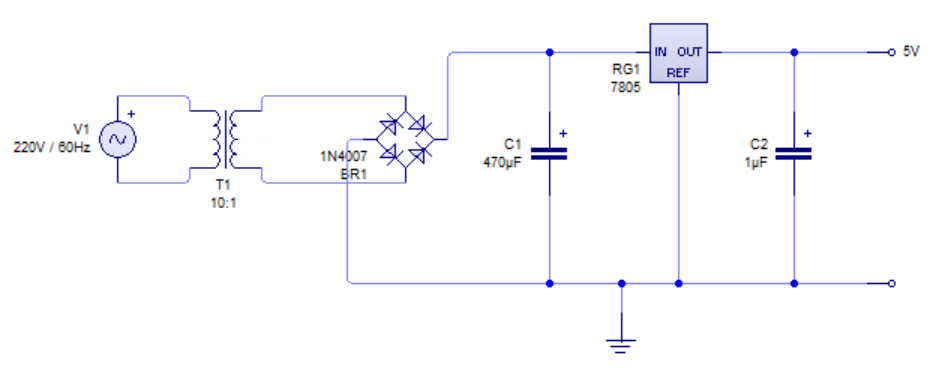 V1
220V / 60Hz
T1
10:1
1N4007
BR1
C1
470µF
RG1
7805
IN OUT
REF
C2
1µF
5V
+
+
+